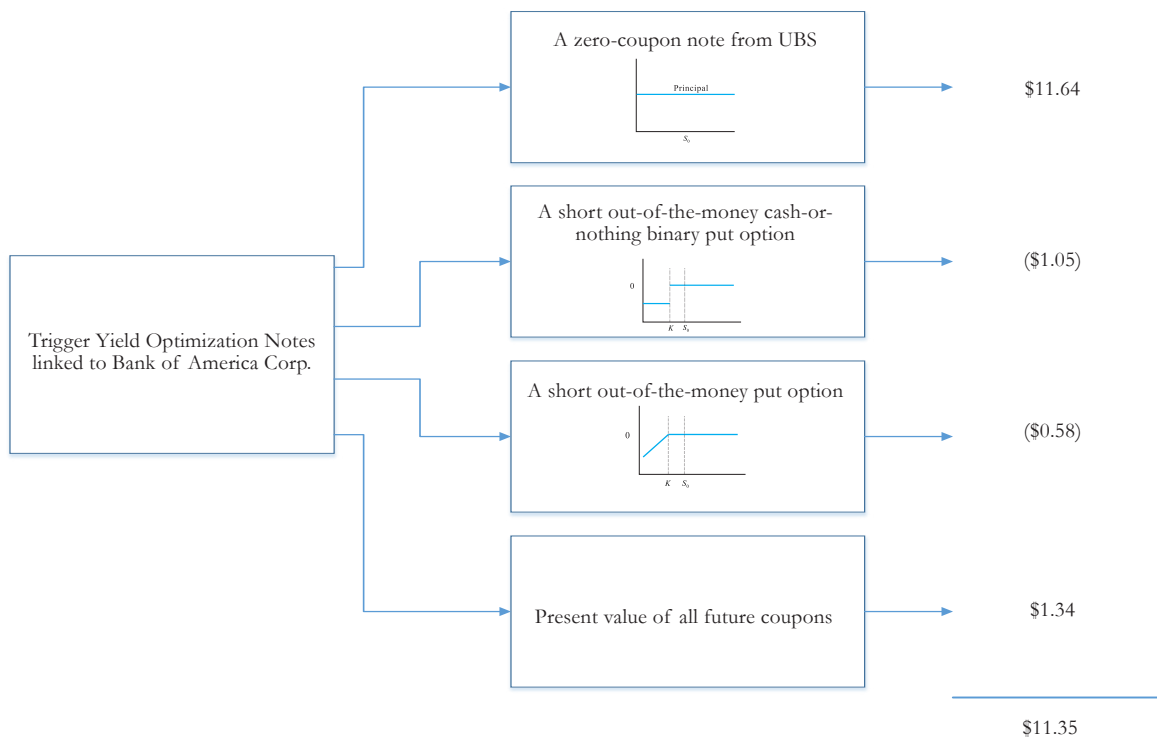 A zero-coupon note from UBS
Principal
S0
$11.64
A short out-of-the-money cash-or-
nothing binary put option
0
K
S0
($1.05)
Trigger Yield Optimization Notes
linked to Bank of America Corp.
A short out-of-the-money put option
0
K
S0
($0.58)
Present value of all future coupons
$1.34
$11.35